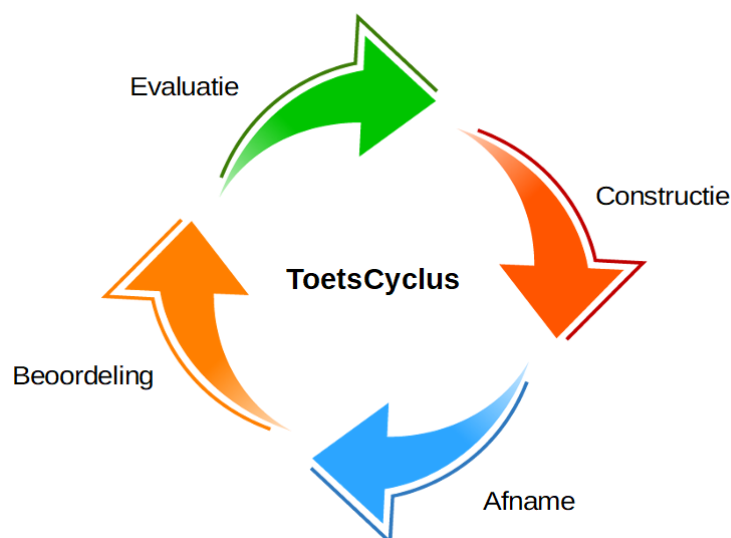 Evaluatie
Constructie
ToetsCyclus
Beoordeling
Afname